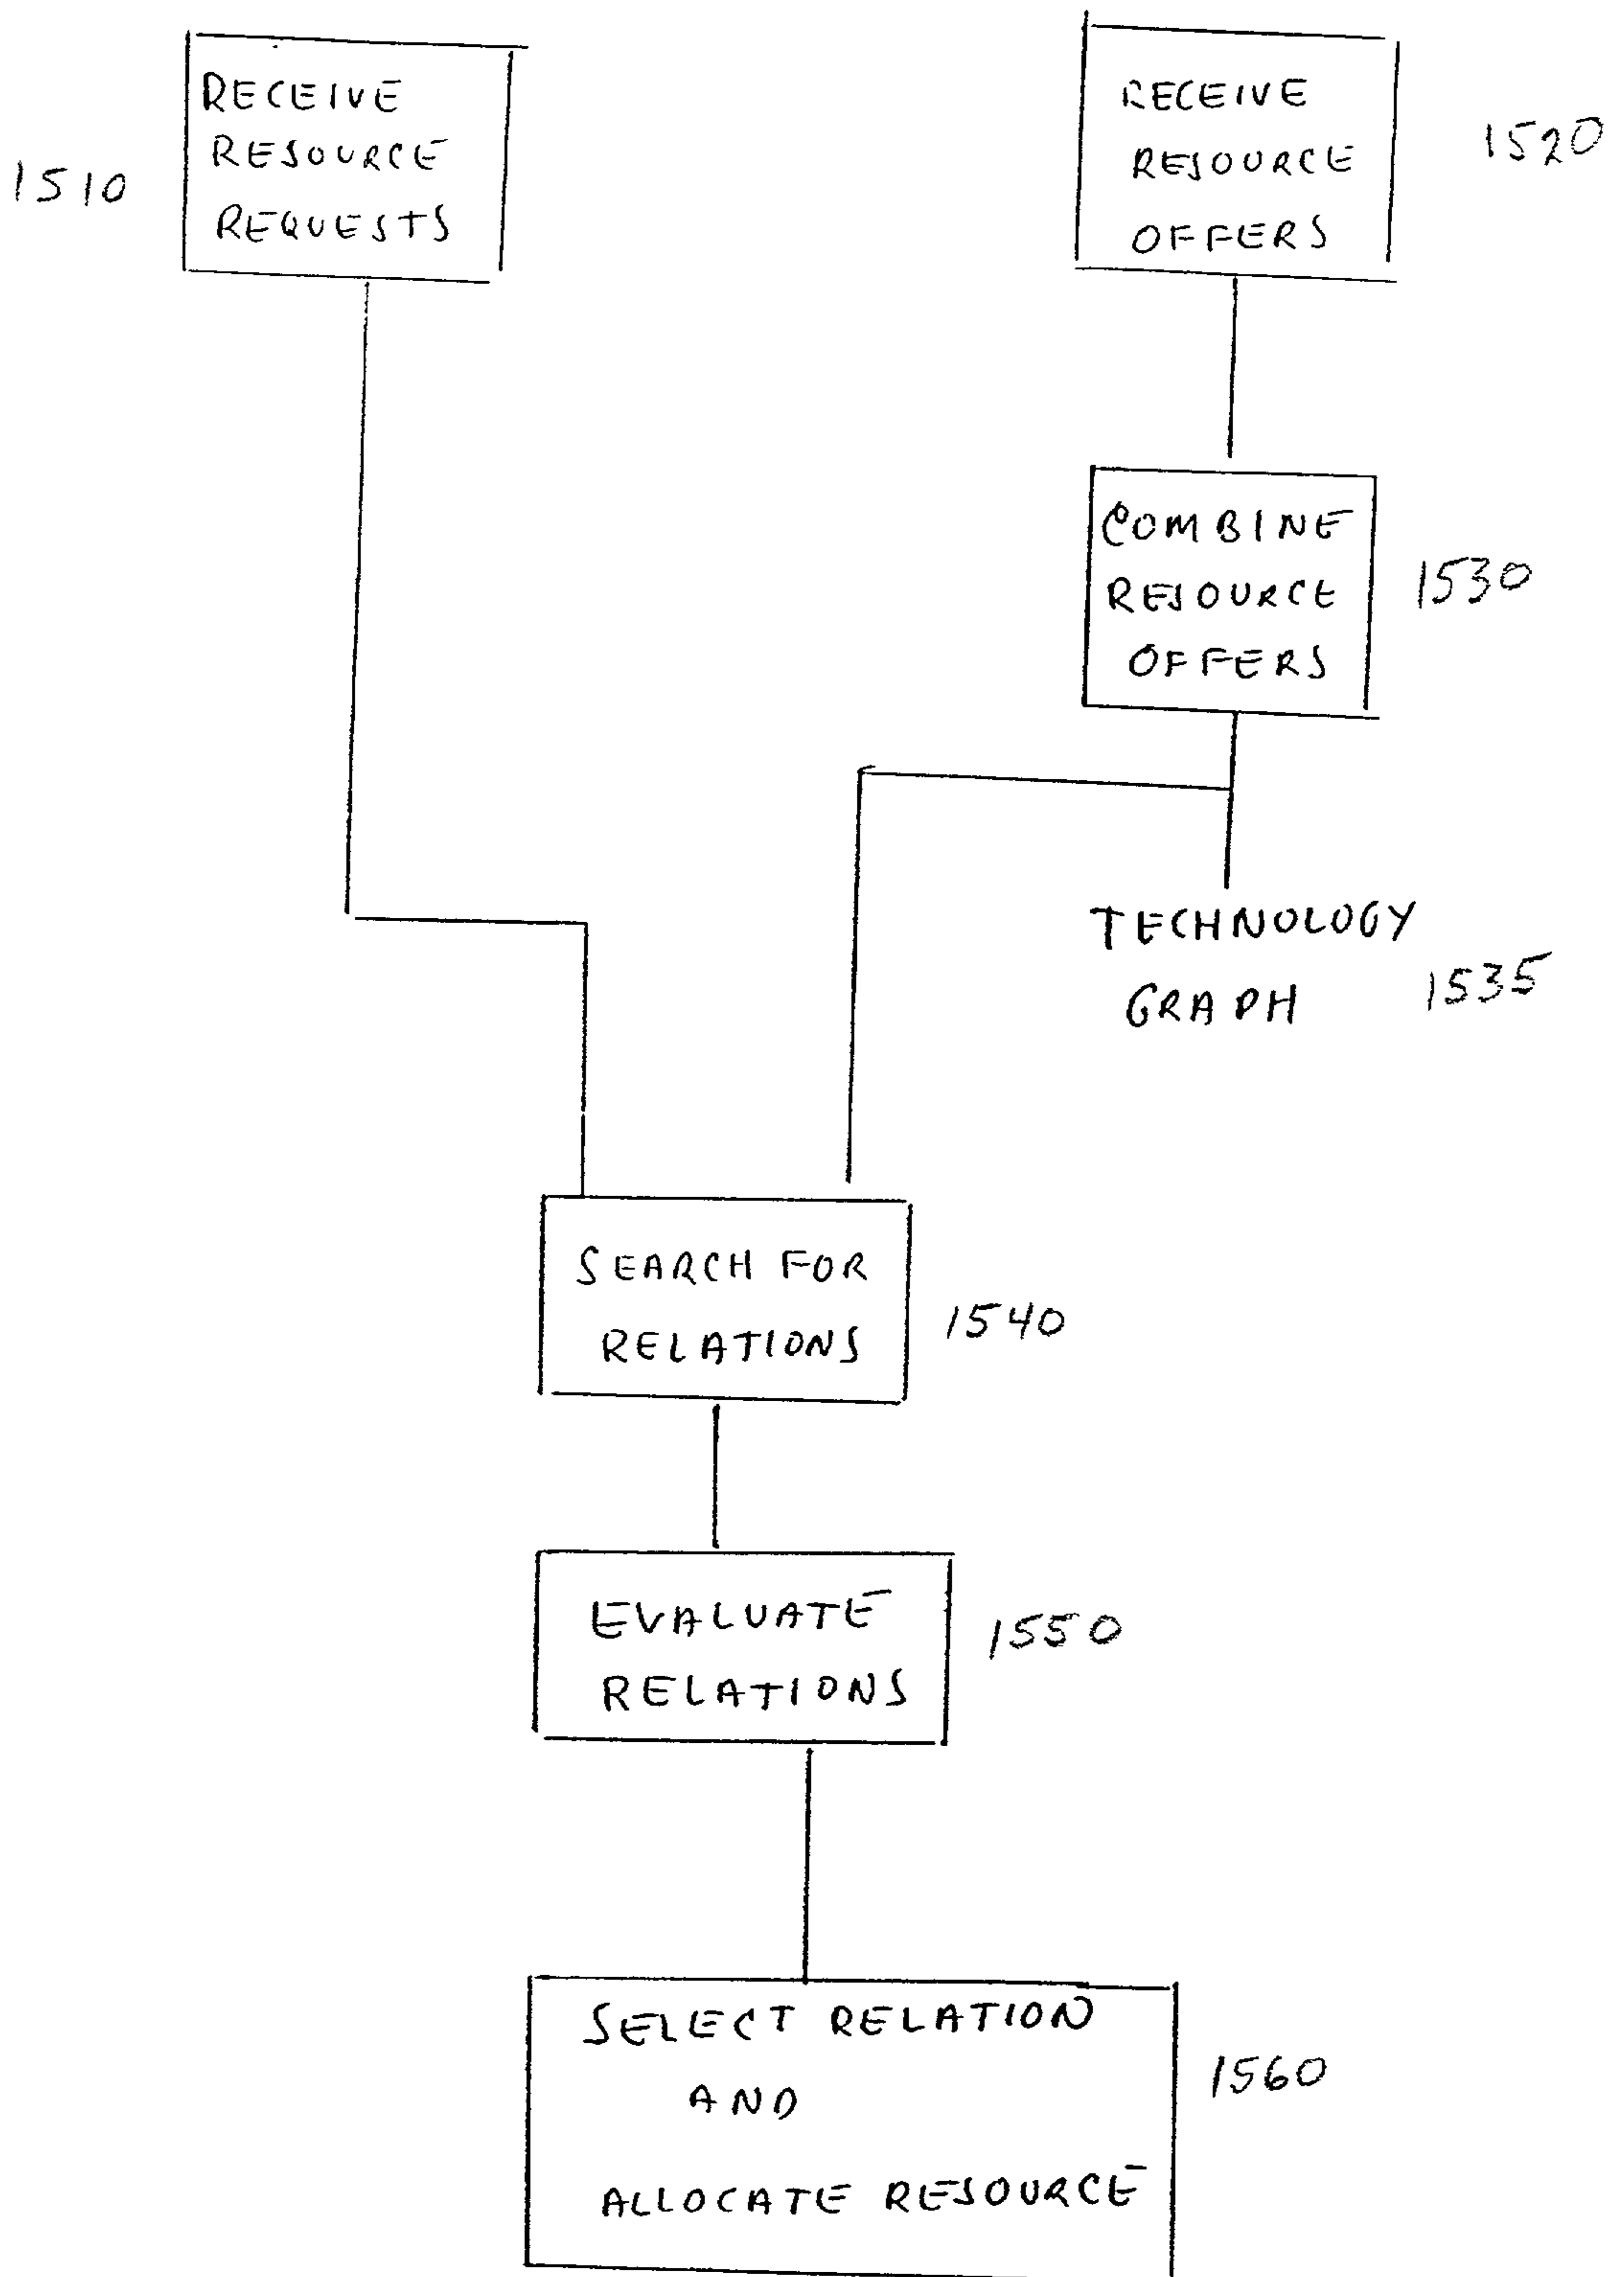 RECEIVE
RESOURCE
REQUESTS
1510
RECEIVE
RESOURCE
OFFERS
1520
COMBINE
RESOURCE
OFFERS
1530
TECHNOLOGY
GRAPH
1535
SEARCH FOR
RELATIONS
1540
EVALUATE
RELATIONS
1550
SELECT RELATION
AND
ALLOCATE RESOURCE
1560